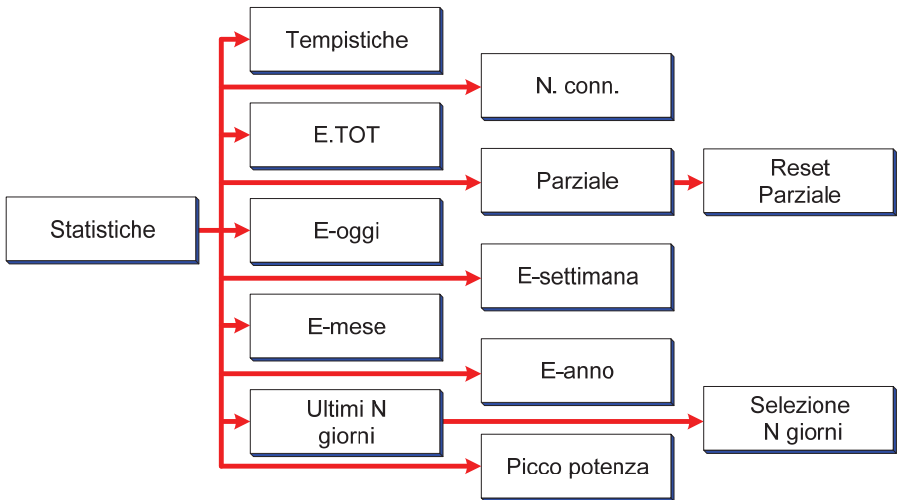 Tempistiche
N. conn.
E.TOT
Parziale
Reset
Parziale
Statistiche
E-oggi
E-settimana
E-mese
E-anno
Ultimi N
giorni
Selezione
N giorni
Picco potenza